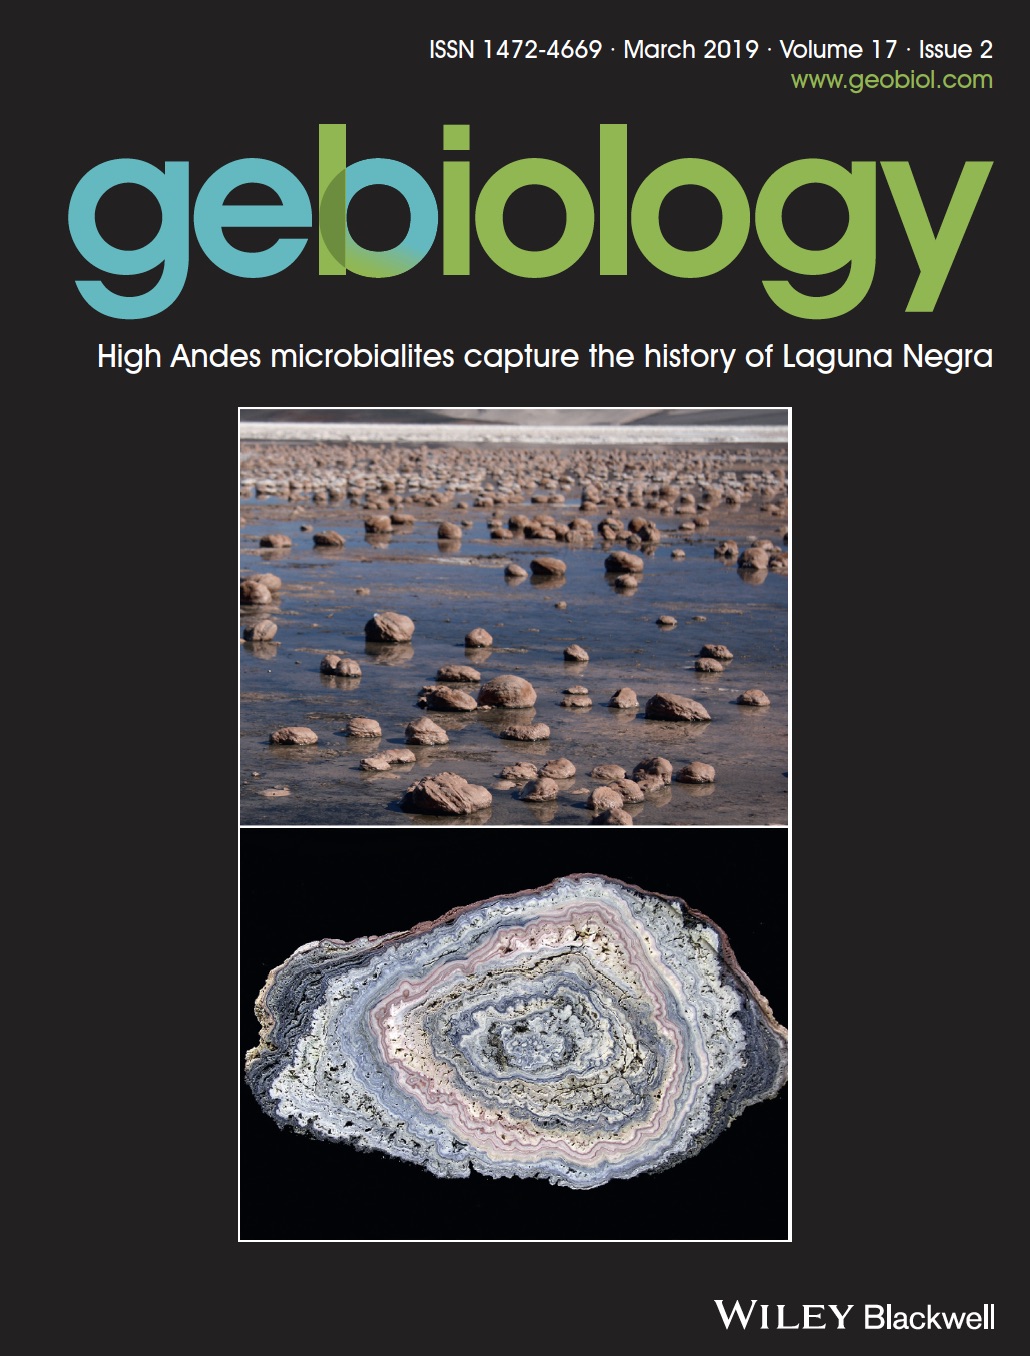 ISSN 1472-4669 · March 2019 · Volume 17 · Issue 2
www.geobiol.com
gebiology
High Andes microbialites capture the history of Laguna Negra
WILEY Blackwell